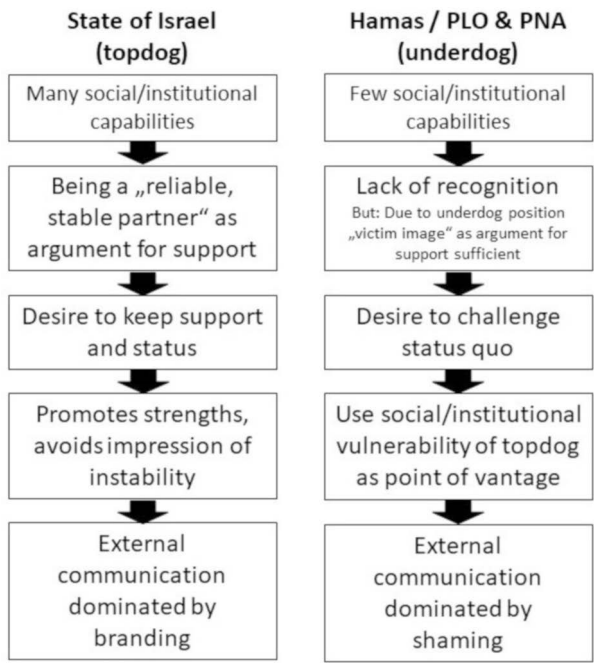 State of Israel
(topdog)
Many social/institutional
capabilities
Being a „reliable,
stable partner“ as
argument for support
Desire to keep support
and status
Promotes strengths,
avoids impression of
instability
External
communication
dominated by
branding
Hamas / PLO & PNA
(underdog)
Few social/institutional
capabilities
Lack of recognition
But: Due to underdog position
„victim image“ as argument for
support sufficient
Desire to challenge
status quo
Use social/institutional
vulnerability of topdog
as point of vantage
External
communication
dominated by
shaming